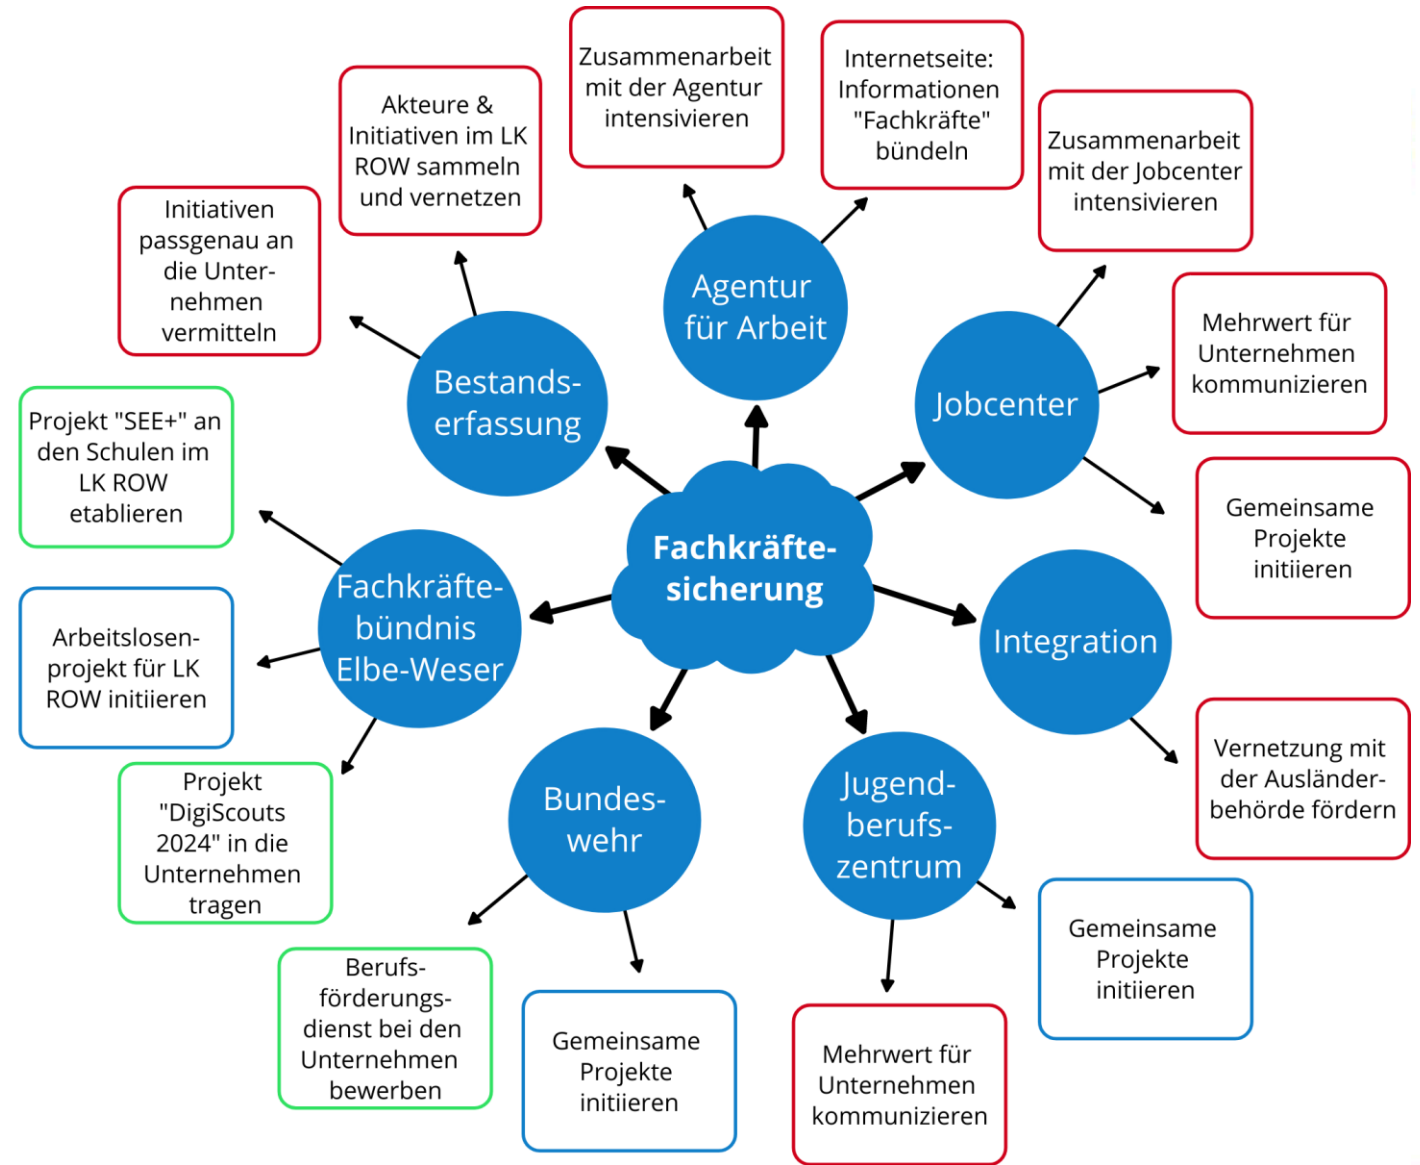 Zusammenarbeit
mit der Agentur
intensivieren
Internetseite:
Informationen
"Fachkräfte"
bündeln
Akteure &
Initiativen im LK
ROW sammeln
und vernetzen
Zusammenarbeit
mit der Jobcenter
intensivieren
Initiativen
passgenau an
die Unter-
nehmen
vermitteln
Agentur
für Arbeit
Mehrwert für
Unternehmen
kommunizieren
Bestands-
erfassung
Jobcenter
Projekt "SEE+" an
den Schulen im
LK ROW
etablieren
Gemeinsame
Projekte
initiieren
Fachkräfte-
sicherung
Fachkräfte-
bündnis
Elbe-Weser
Integration
Arbeitslosen-
projekt für LK
ROW initiieren
Vernetzung mit
der Ausländer-
behörde fördern
Projekt
"DigiScouts
2024" in die
Unternehmen
tragen
Bundes-
wehr
Jugend-
berufs-
zentrum
Gemeinsame
Projekte
initiieren
Berufs-
förderungs-
dienst bei den
Unternehmen
bewerben
Gemeinsame
Projekte
initiieren
Mehrwert für
Unternehmen
kommunizieren